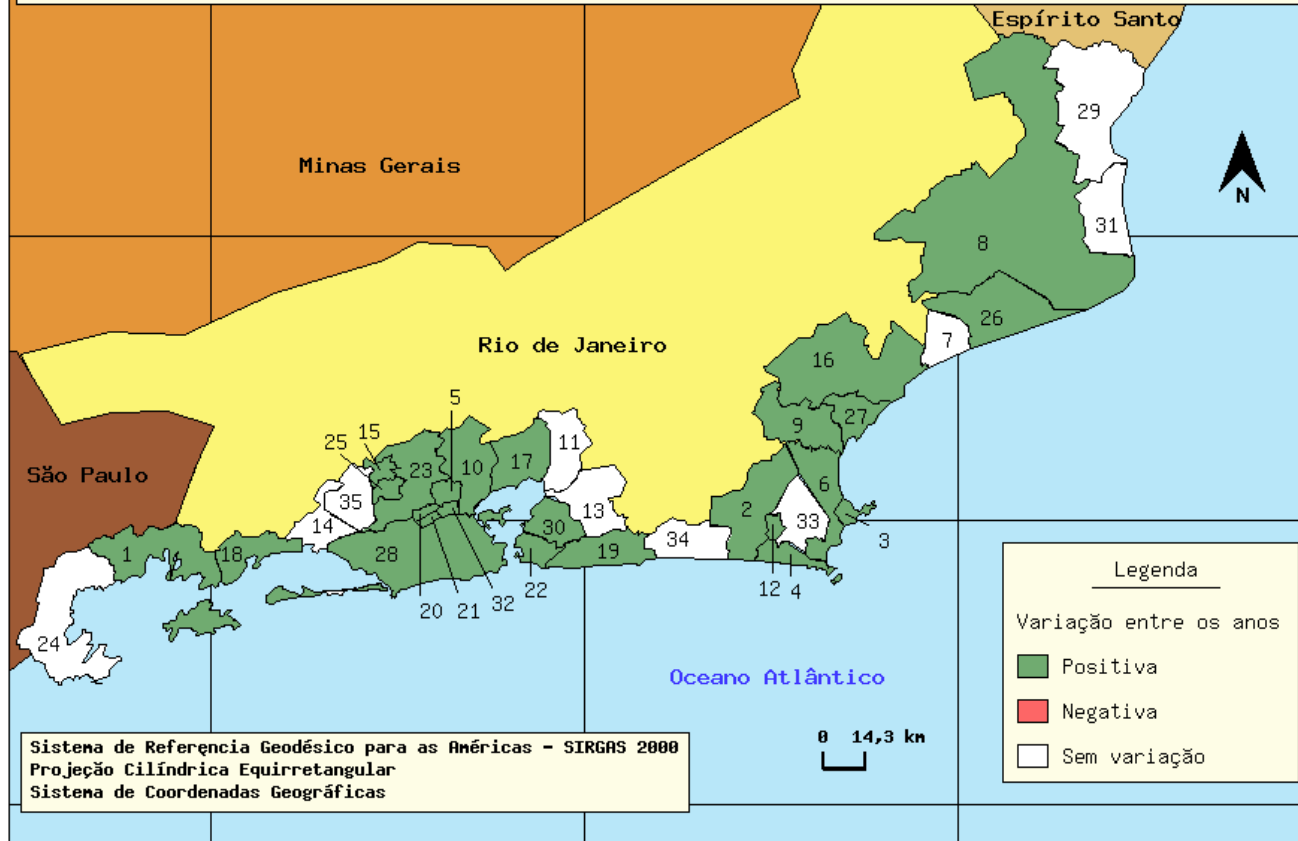 Espírito Santo
29
Minas Gerais
N
31
8
26
7
Rio de Janeiro
16
5
27
9
15
25
11
São Paulo
23
10
17
6
35
2
13
33
14
30
34
1
18
28
19
3
12
4
22
32
20
21
24
Legenda
Variação entre os anos
Positiva
Negativa
Sem variação
Oceano Atlântico
0 14,3 km
Sistema de Referençia Geodésico para as Américas - SIRGAS 2000
Projeção Cilíndrica Equirretangular
Sistema de Coordenadas Geográficas